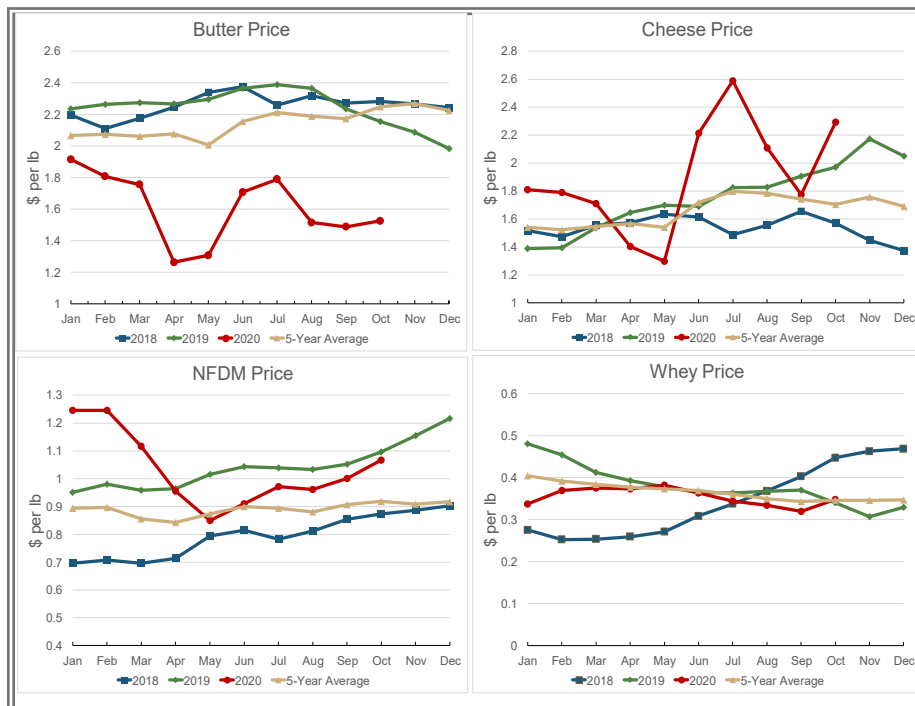 Butter Price
2.6
2.4
2.2
2
1.8
1.6
1.4
1.2
1
$ per lb
Jan Feb Mar Apr May Jun Jul Aug Sep Oct Nov Dec
2018 2019 2020 5-Year Average
Cheese Price
2.8
2.6
2.4
2.2
2
1.8
1.6
1.4
1.2
1
$ per lb
Jan Feb Mar Apr May Jun Jul Aug Sep Oct Nov Dec
2018 2019 2020 5-Year Average
NFDM Price
1.3
1.2
1.1
1
0.9
0.8
0.7
0.6
0.5
0.4
$ per lb
Jan Feb Mar Apr May Jun Jul Aug Sep Oct Nov Dec
2018 2019 2020 5-Year Average
Whey Price
0.6
0.5
0.4
0.3
0.2
0.1
0
$ per lb
Jan Feb Mar Apr May Jun Jul Aug Sep Oct Nov Dec
2018 2019 2020 5-Year Average